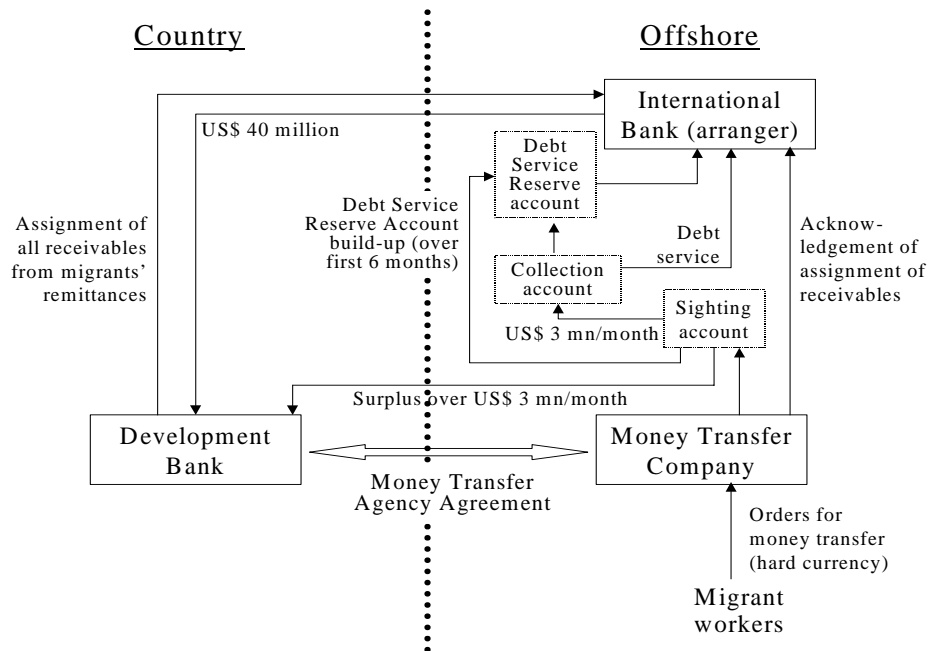 Country
Offshore
International
Bank (arranger)
US$ 40 million
Debt
Service
Reserve
account
Assignment of
all receivables
from migrants’
remittances
Debt Service
Reserve Account
build-up (over
first 6 months)
Debt
service
Acknow-
ledgement of
assignment of
receivables
Collection
account
Sighting
account
US$ 3 mn/month
Surplus over US$ 3 mn/month
Development
Bank
Money Transfer
Company
Money Transfer
Agency Agreement
Orders for
money transfer
(hard currency)
Migrant
workers